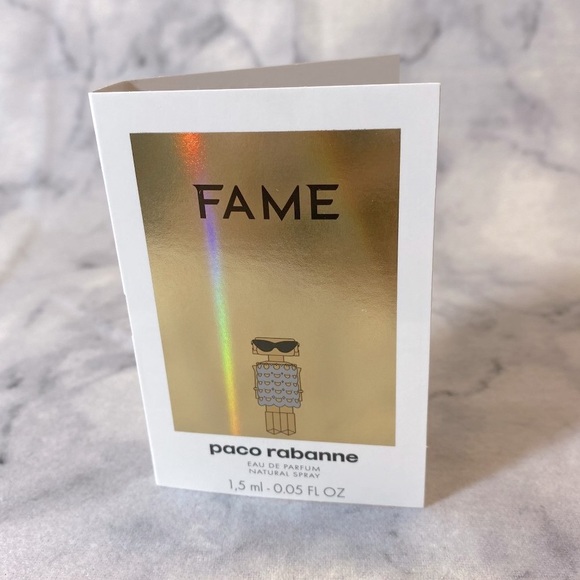 FAME
paco rabanne
EAU DE PARFUM
NATURAL SPRAY
1,5 ml - 0.05 FL OZ